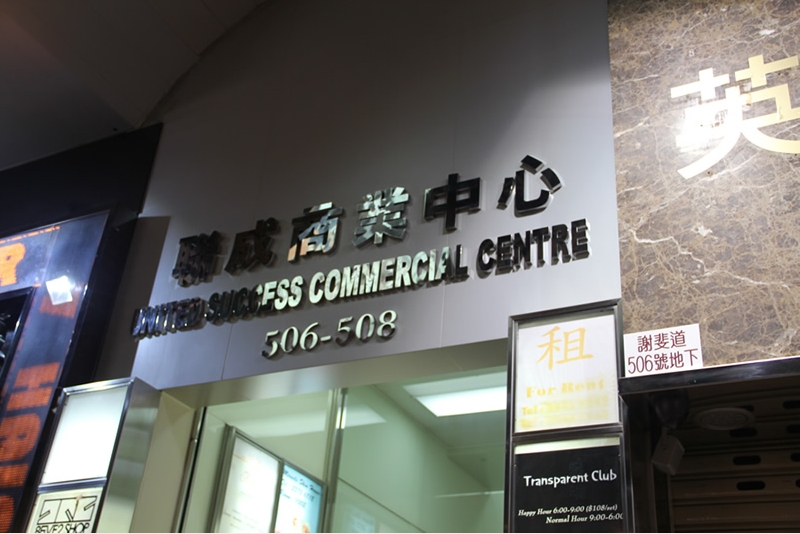 聯成商業中心
UNITED SUCCESS COMMERCIAL CENTRE
506-508
英
租
For Rent
謝斐道
506號地下
Transparent Club
Happy Hour 6:00-9:00 ($108/set)
Normal Hour 9:00-6:00